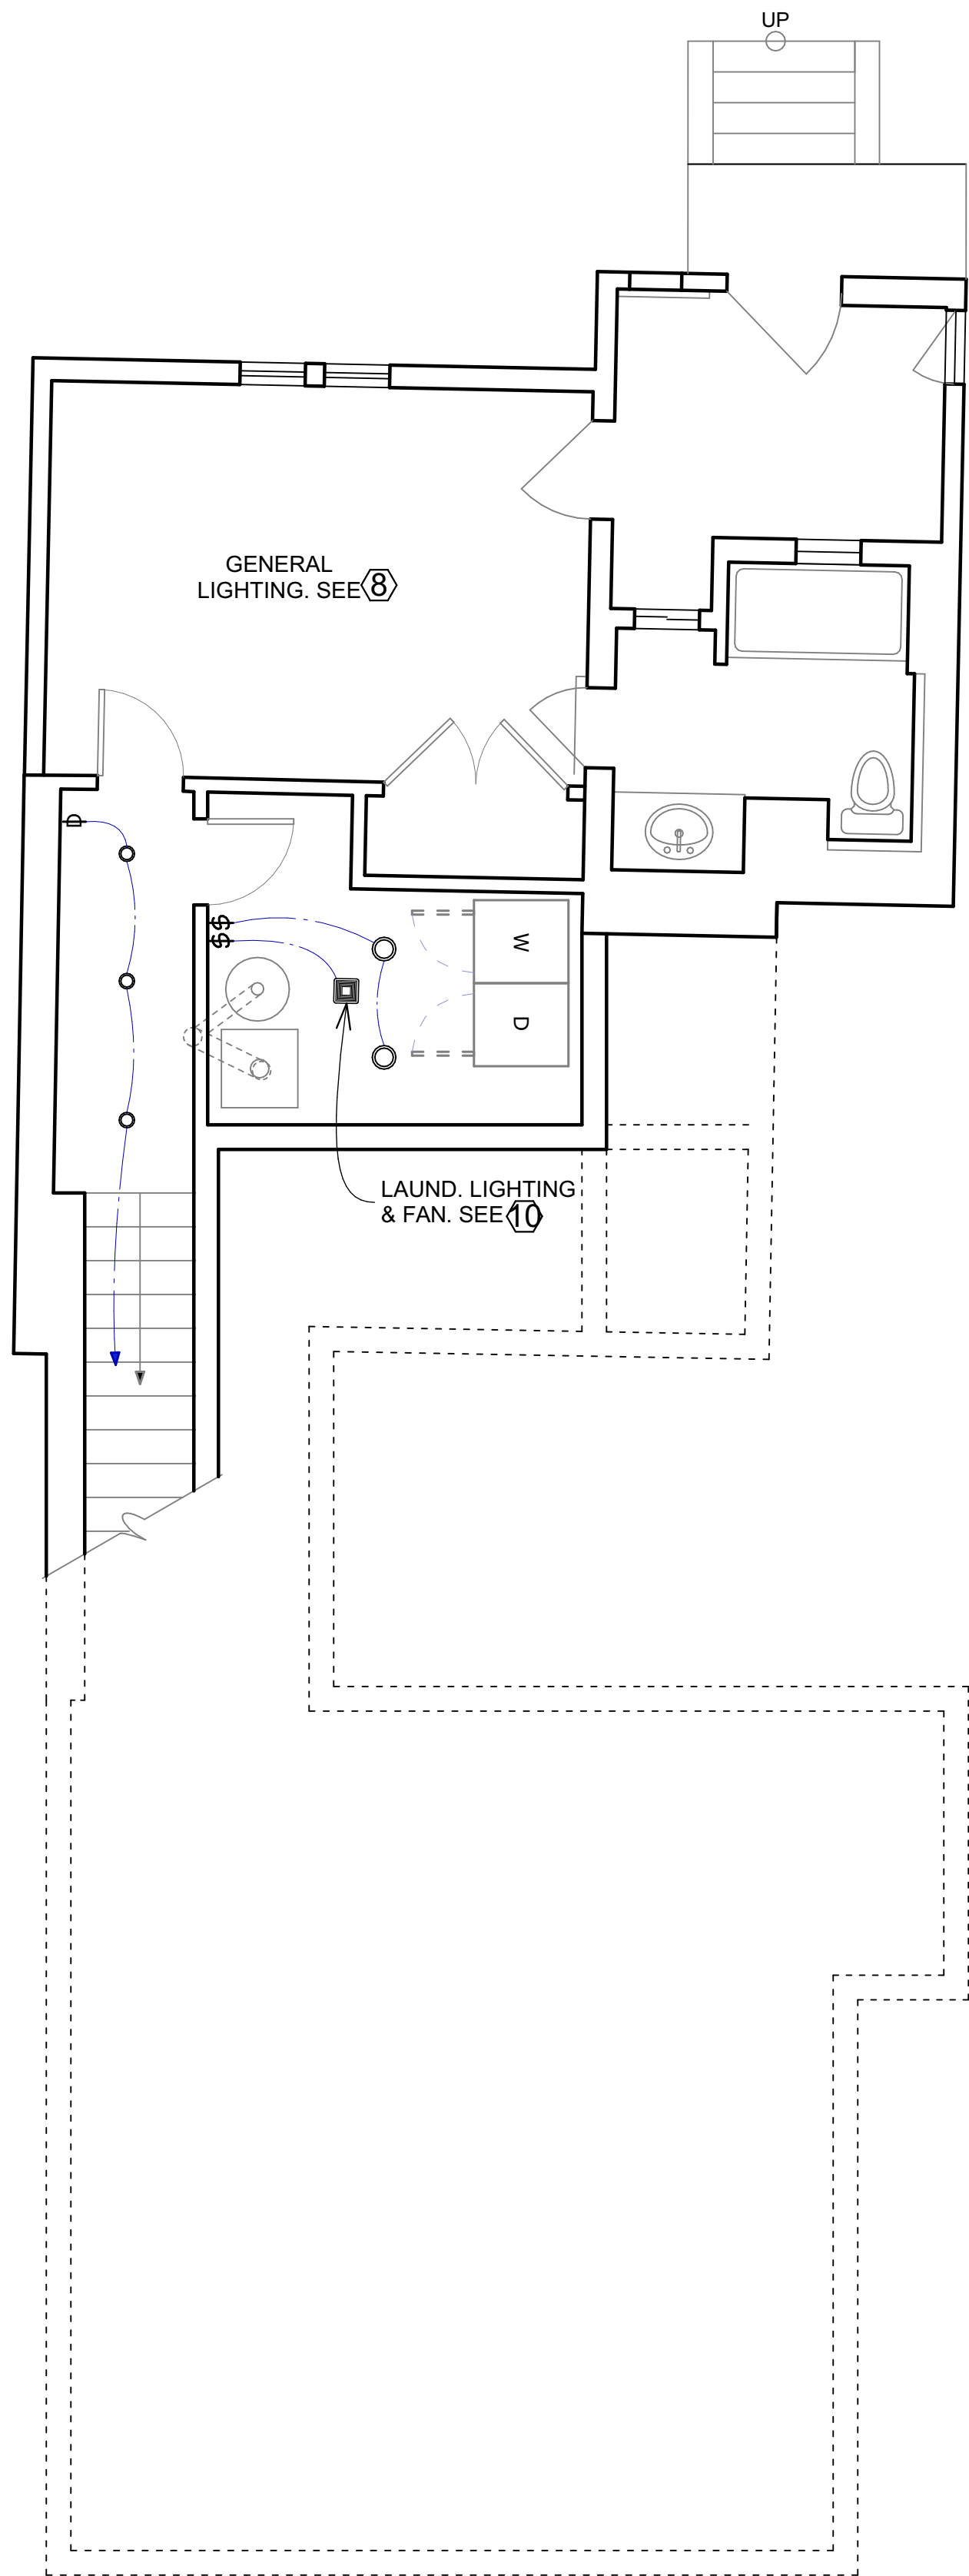 UP
GENERAL
LIGHTING. SEE 8
D
$$
W
D
LAUND. LIGHTING
& FAN. SEE 10